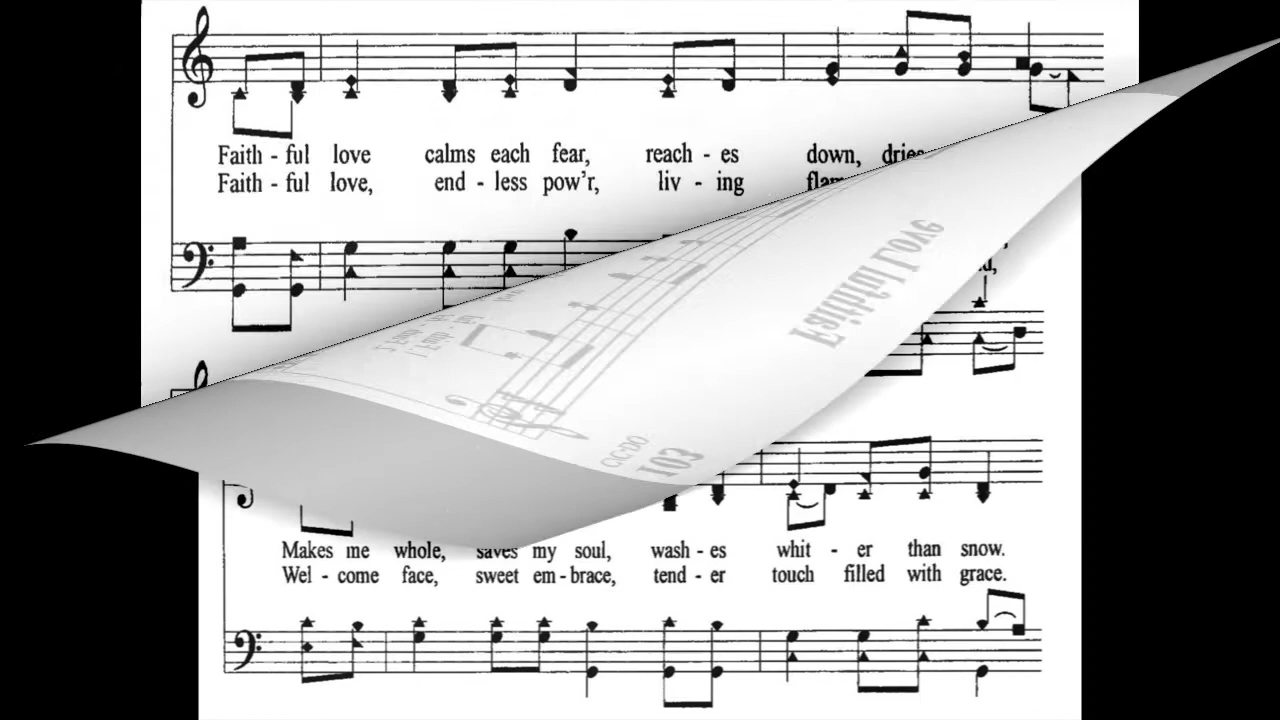 Faith - ful love calms each fear, reach - es down, dries
Faith - ful love, end - less pow'r, liv - ing
Faithful Love
C/C-DO
103
Makes me whole, saves my soul, wash - es whit - er than snow.
Wel - come face, sweet em - brace, tend - er touch filled with grace.